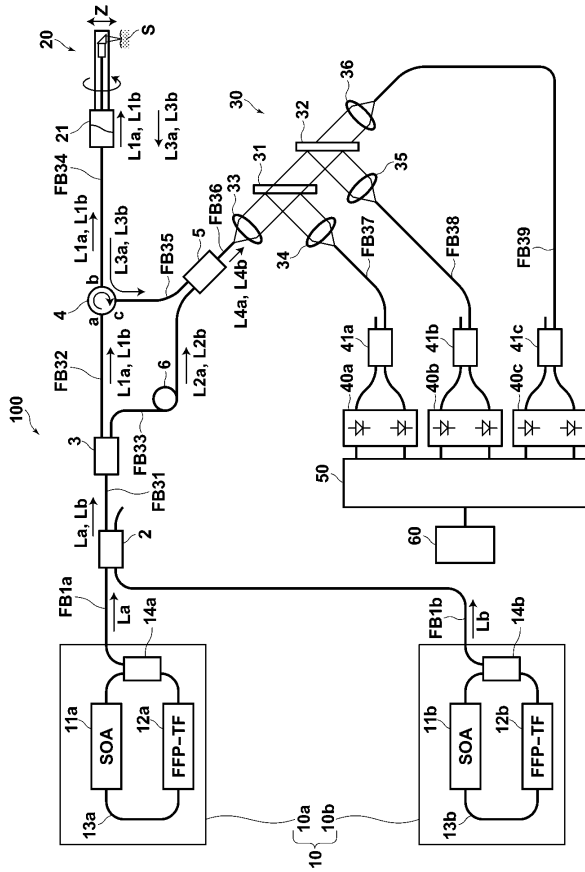 100
20
Z
S
21
L1a, L1b
L3a, L3b
FB34
L1a, L1b
L3a, L3b
4
a
b
c
FB35
FB32
L1a, L1b
5
FB36
L4a, L4b
6
L2a, L2b
3
FB33
FB31
La, Lb
2
30
31
32
33
34
35
36
FB37
FB38
FB39
41a
41b
41c
40a
40b
40c
50
60
FB1a
La
14a
11a
SOA
12a
FFP-TF
13a
FB1b
Lb
14b
11b
SOA
12b
FFP-TF
13b
10a
10b
10